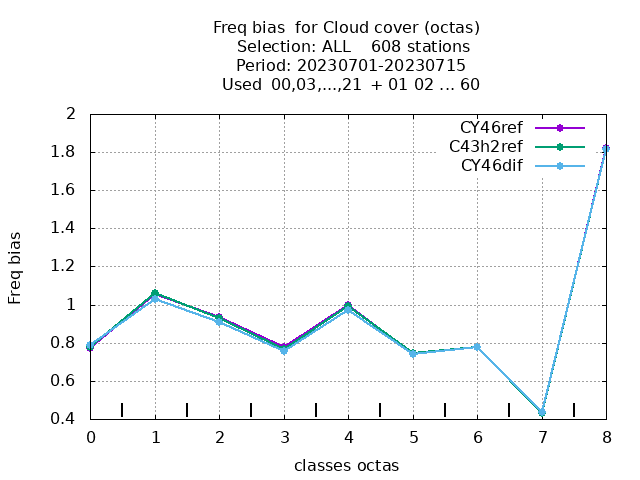 Freq bias  for Cloud cover (octas)
Selection: ALL    608 stations
Period: 20230701-20230715
Used  00,03,...,21  + 01 02 ... 60
CY46ref
C43h2ref
CY46dif
2
1.8
1.6
1.4
1.2
1
0.8
0.6
0.4
Freq bias
0 1 2 3 4 5 6 7 8
classes octas